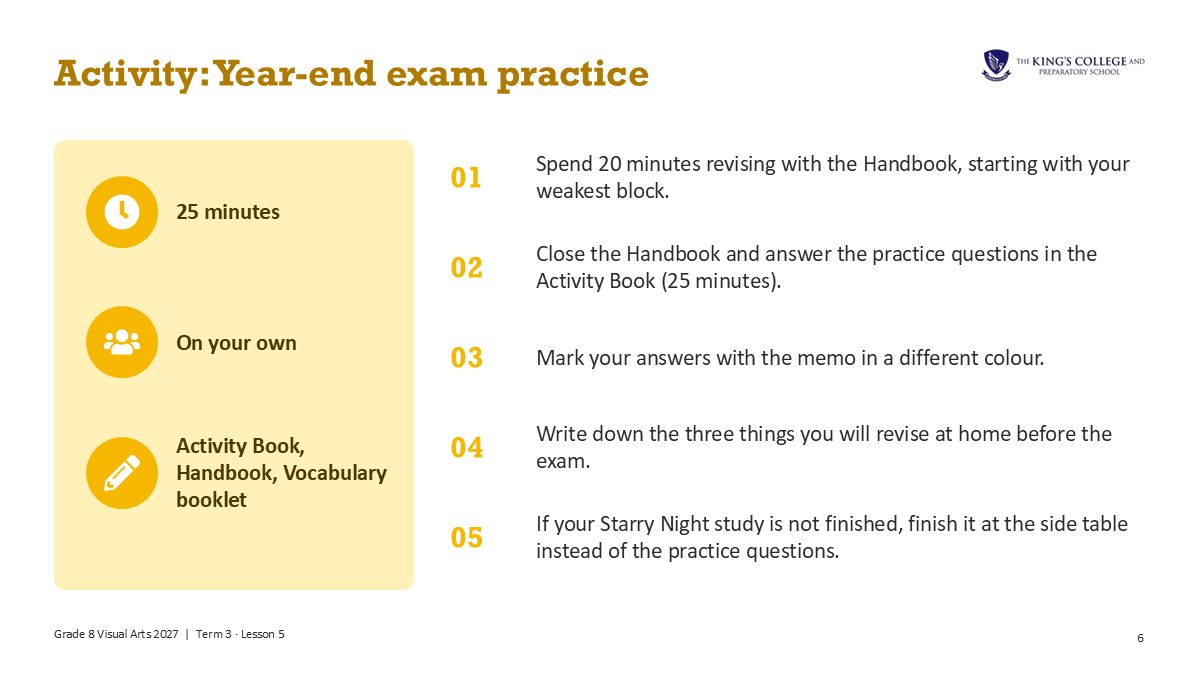 Activity: Year-end exam practice
THE KING'S COLLEGE AND
PREPARATORY SCHOOL
25 minutes
On your own
Activity Book,
Handbook, Vocabulary
booklet
01
Spend 20 minutes revising with the Handbook, starting with your
weakest block.
02
Close the Handbook and answer the practice questions in the
Activity Book (25 minutes).
03
Mark your answers with the memo in a different colour.
04
Write down the three things you will revise at home before the
exam.
05
If your Starry Night study is not finished, finish it at the side table
instead of the practice questions.
Grade 8 Visual Arts 2027 | Term 3 · Lesson 5
6